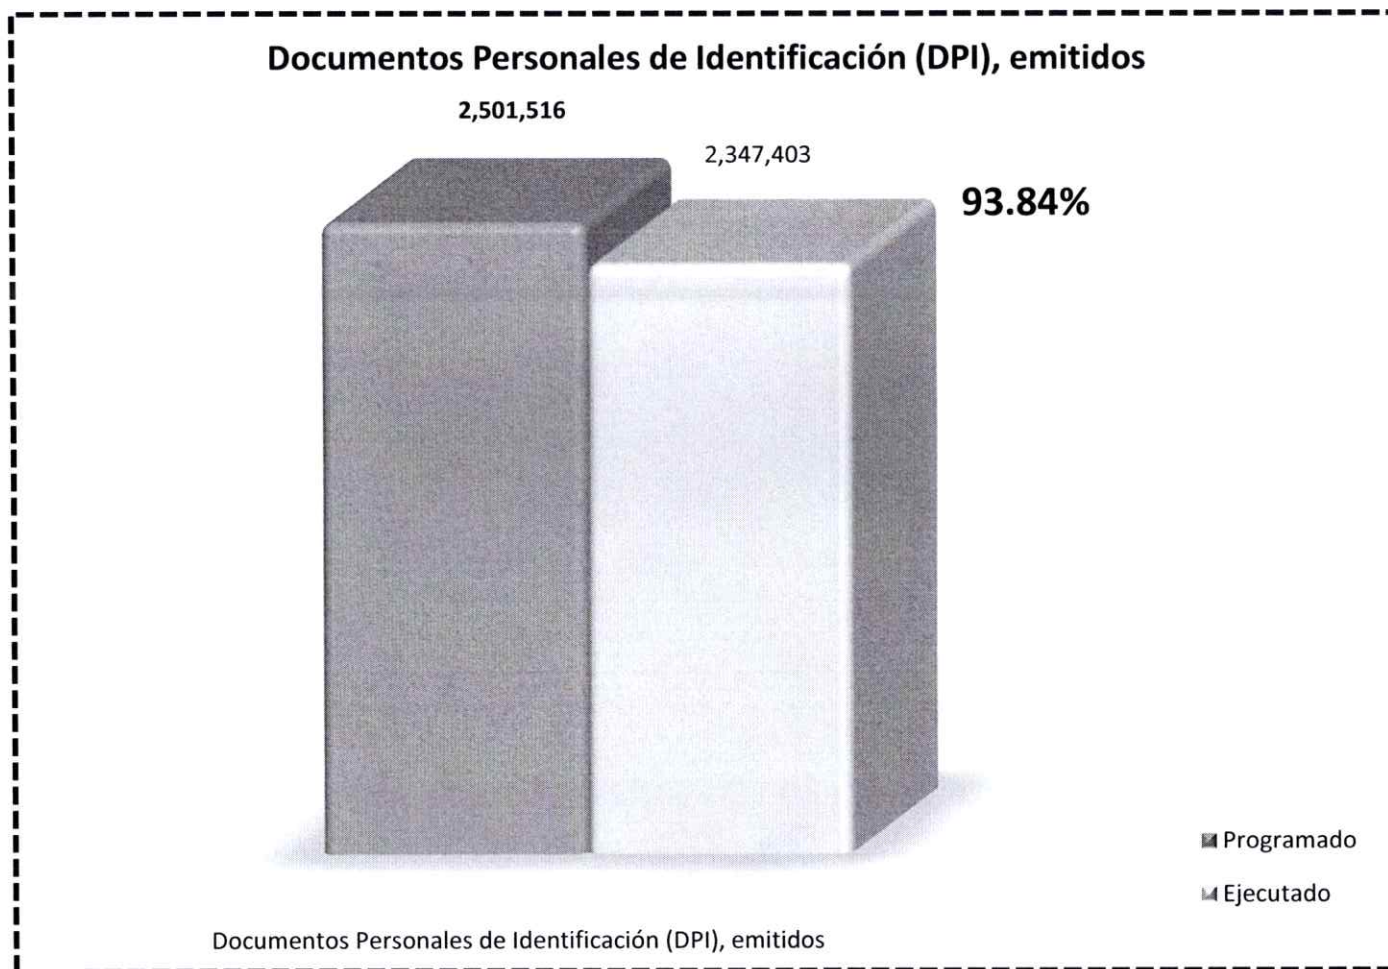 Documentos Personales de Identificación (DPI), emitidos
2,501,516
2,347,403
93.84%
Programado
Ejecutado
Documentos Personales de Identificación (DPI), emitidos